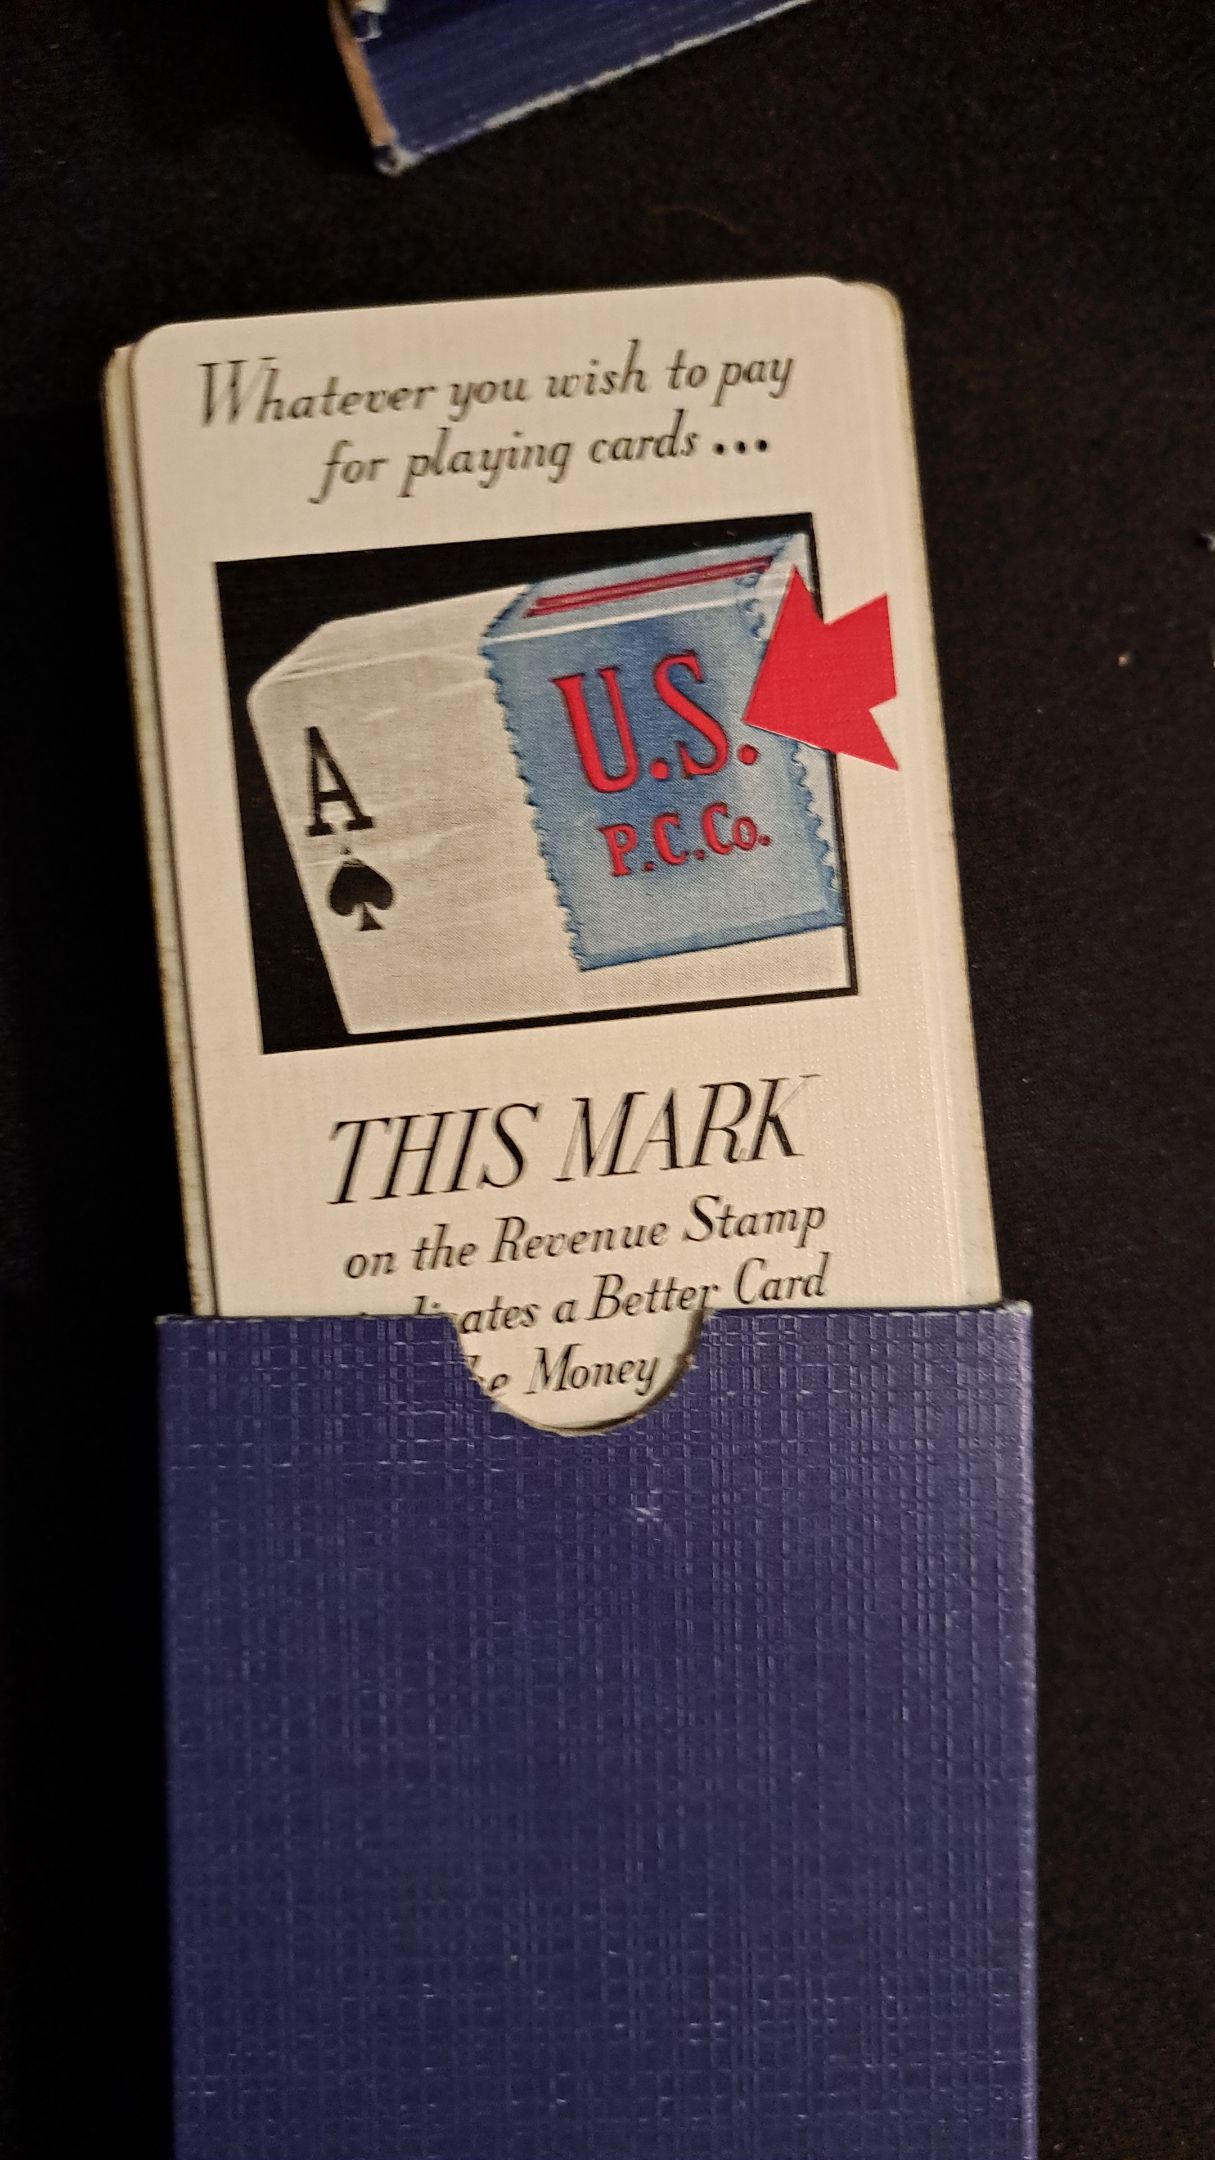 Whatever you wish to pay
for playing cards...
A
U.S.
P.C.Co.
THIS MARK
on the Revenue Stamp
a Better Card
Money